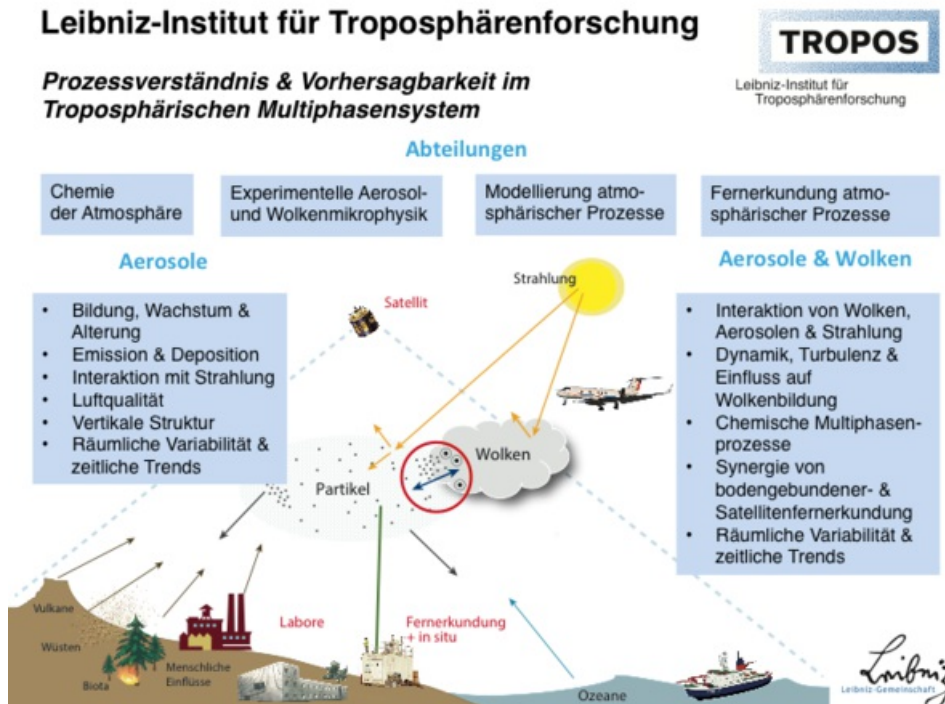 Leibniz-Institut für Troposphärenforschung
TROPOS
Leibniz-Institut für
Troposphärenforschung
Prozessverständnis & Vorhersagbarkeit im
Troposphärischen Multiphasensystem
Abteilungen
Chemie
der Atmosphäre
Experimentelle Aerosol-
und Wolkenmikrophysik
Modellierung atmo-
sphärischer Prozesse
Fernerkundung atmo-
sphärischer Prozesse
Aerosole
• Bildung, Wachstum &
Alterung
• Emission & Deposition
• Interaktion mit Strahlung
• Luftqualität
• Vertikale Struktur
• Räumliche Variabilität &
zeitliche Trends
Satellit
Strahlung
Partikel
Wolken
Aerosole & Wolken
• Interaktion von Wolken,
Aerosolen & Strahlung
• Dynamik, Turbulenz &
Einfluss auf
Wolkenbildung
• Chemische Multiphasen-
prozesse
• Synergie von
bodengebundener- &
Satellitenfernerkundung
• Räumliche Variabilität &
zeitliche Trends
Vulkane
Wüsten
Biota
Menschliche
Einflüsse
Labore
Fernerkundung
+ in situ
Ozeane
Leibniz
Leibniz-Gemeinschaft